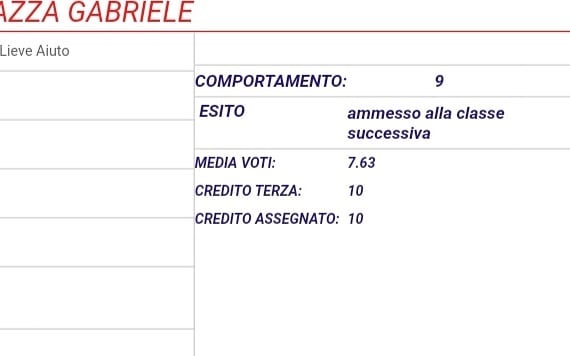 AZZA GABRIELE
Lieve Aiuto
COMPORTAMENTO: 9
ESITO ammesso alla classe
successiva
MEDIA VOTI: 7.63
CREDITO TERZA: 10
CREDITO ASSEGNATO: 10